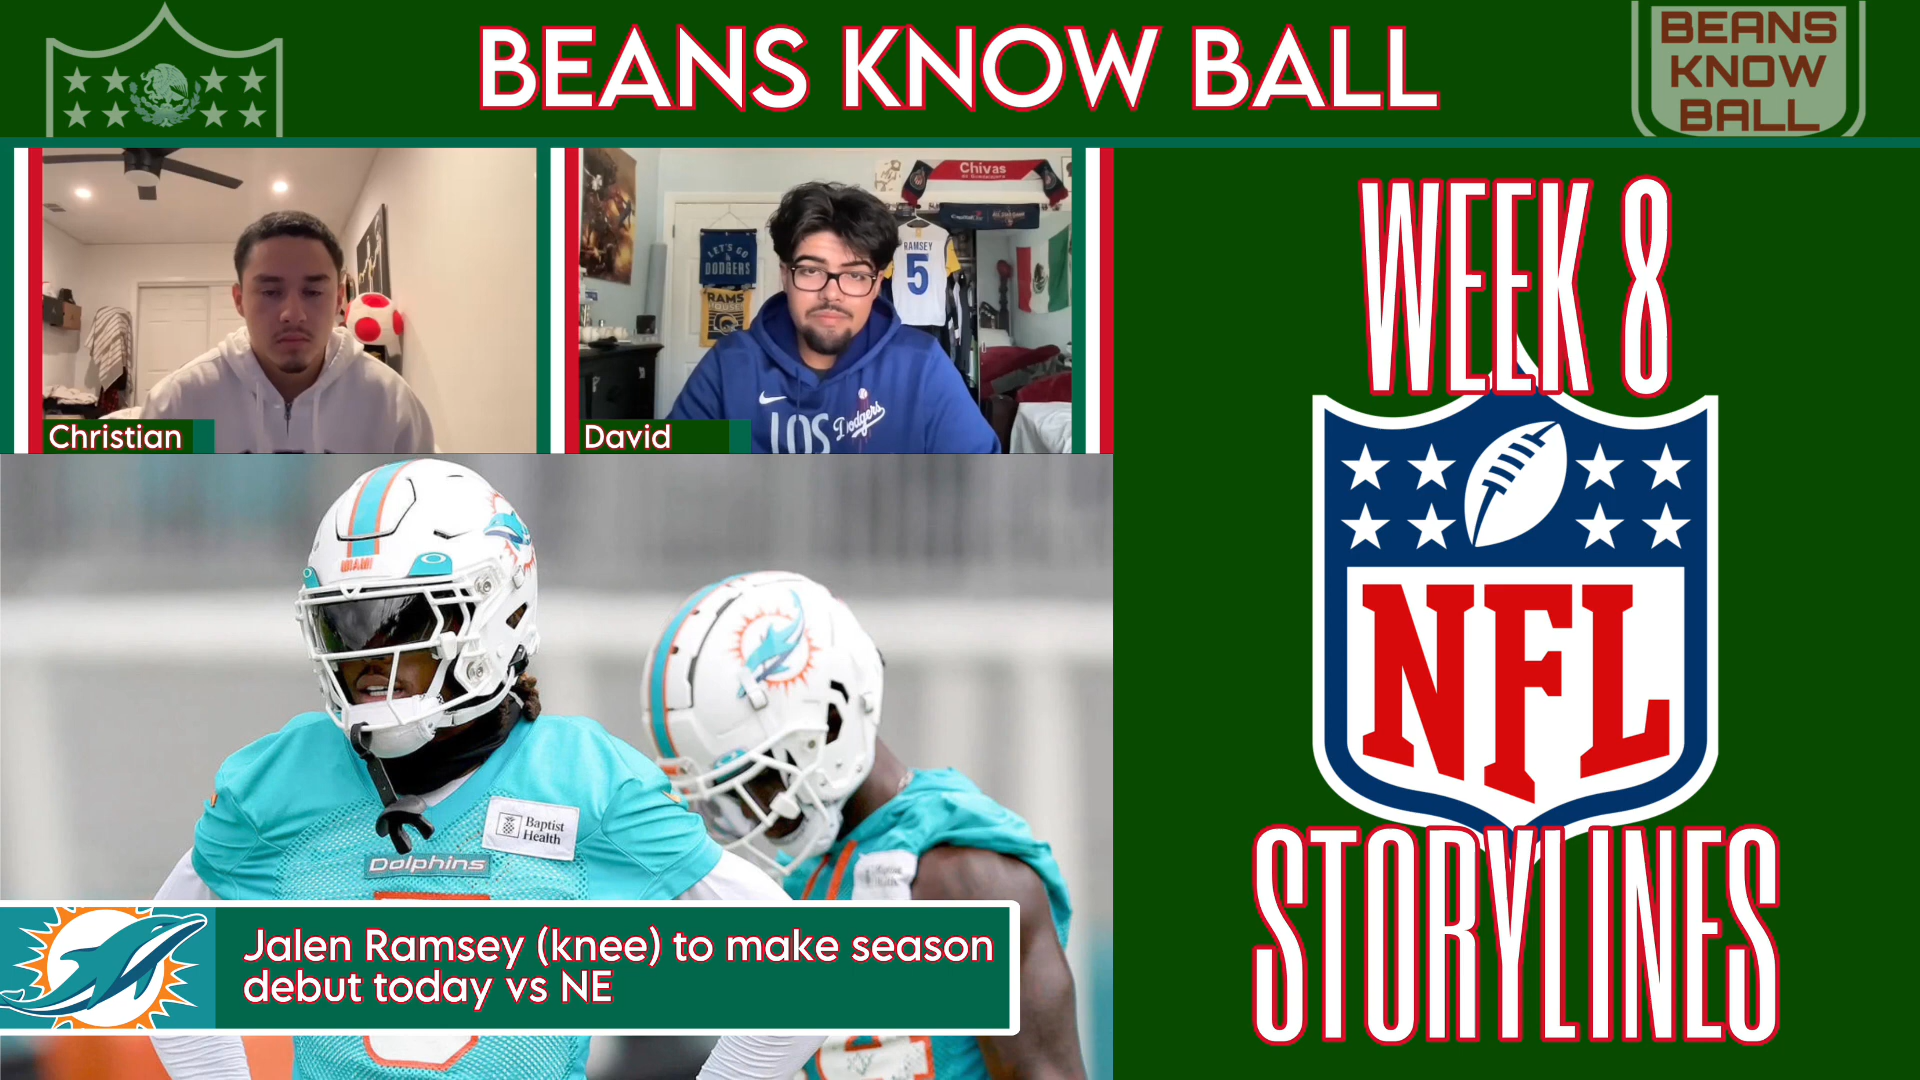 BEANS KNOW BALL
BEANS
KNOW
BALL
Christian
David
LET'S GO
DODGERS
RAMS
HOUSE
Chivas
RAMSEY
5
LOS
Dodgers
WEEK 8
NFL
STORYLINES
MIAMI
Baptist
Health
Dolphins
Jalen Ramsey (knee) to make season
debut today vs NE